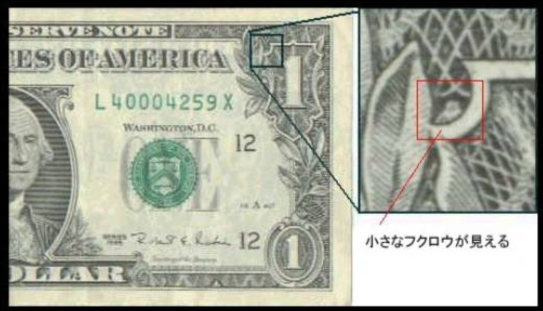 SERVE NOTE
ES OF AMERICA
1
L 40004259 X
WASHINGTON, D.C.
12
ONE
SERIES
12
1
OLLAR
小さなフクロウが見える